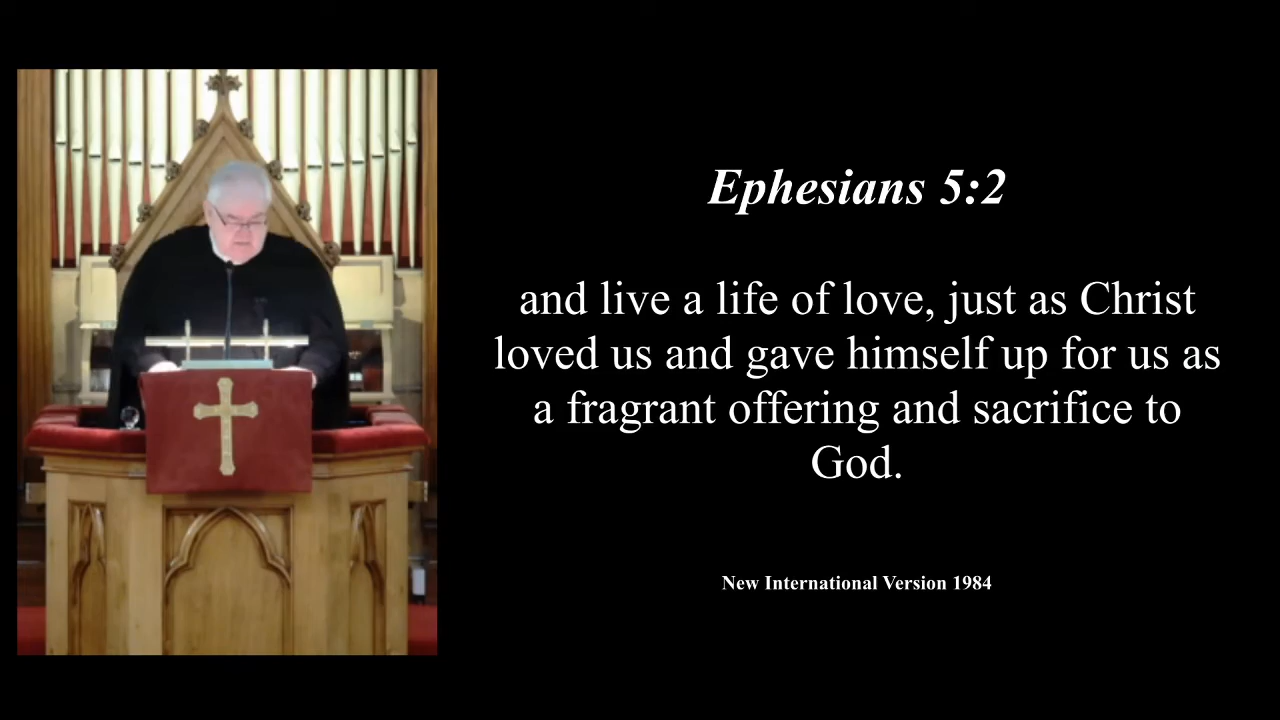 Ephesians 5:2
and live a life of love, just as Christ
loved us and gave himself up for us as
a fragrant offering and sacrifice to
God.
New International Version 1984